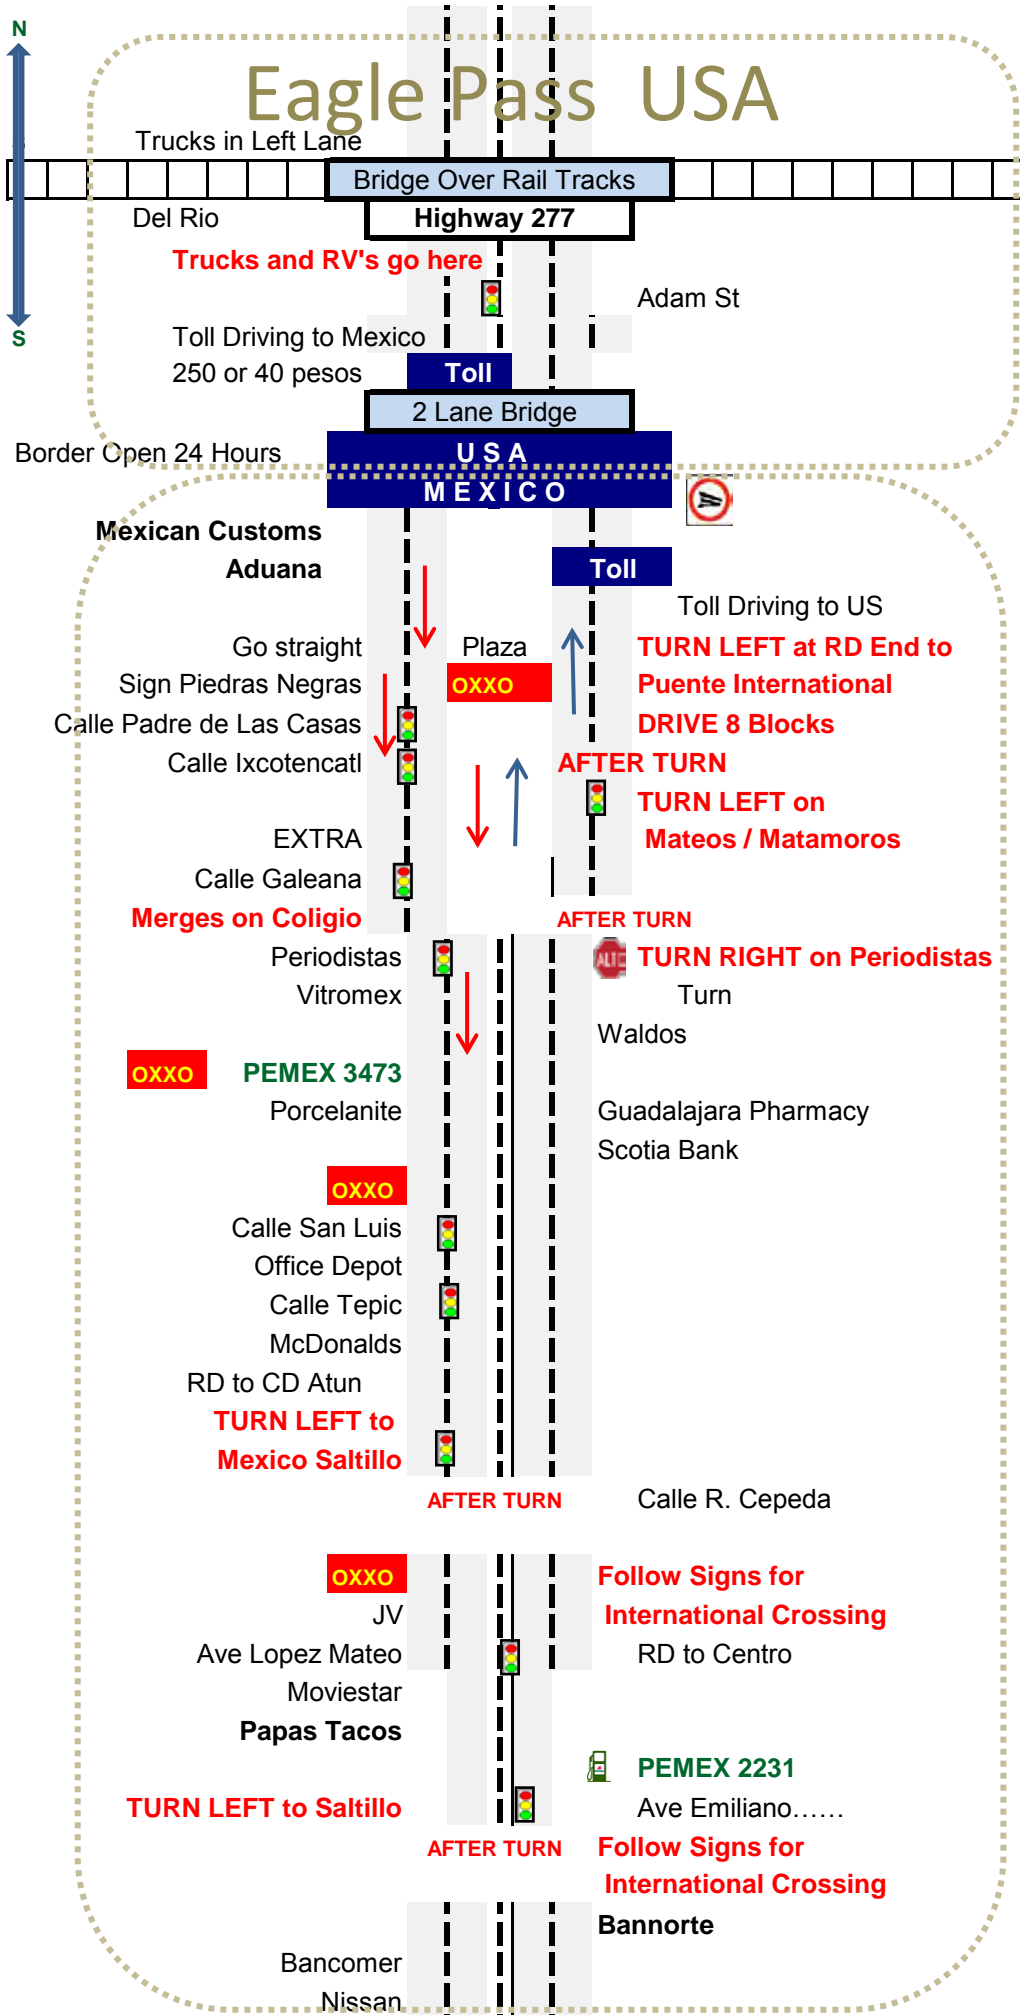 N
Eagle Pass USA
Trucks in Left Lane
Bridge Over Rail Tracks
Del Rio
Highway 277
Trucks and RV's go here
Adam St
S
Toll Driving to Mexico
250 or 40 pesos
Toll
2 Lane Bridge
Border Open 24 Hours
USA
MEXICO
Mexican Customs
Aduana
Toll
Toll Driving to US
Go straight
Plaza
TURN LEFT at RD End to
Sign Piedras Negras
OXXO
Puente International
Calle Padre de Las Casas
DRIVE 8 Blocks
Calle Ixcotencatl
AFTER TURN
TURN LEFT on
EXTRA
Mateos / Matamoros
Calle Galeana
Merges on Coligio
AFTER TURN
Periodistas
ALTO
TURN RIGHT on Periodistas
Vitromex
Turn
Waldos
OXXO
PEMEX 3473
Porcelanite
Guadalajara Pharmacy
Scotia Bank
OXXO
Calle San Luis
Office Depot
Calle Tepic
McDonalds
RD to CD Atun
TURN LEFT to
Mexico Saltillo
AFTER TURN
Calle R. Cepeda
OXXO
Follow Signs for
JV
International Crossing
Ave Lopez Mateo
RD to Centro
Moviestar
Papas Tacos
PEMEX 2231
TURN LEFT to Saltillo
Ave Emiliano......
AFTER TURN
Follow Signs for
International Crossing
Bannorte
Bancomer
Nissan